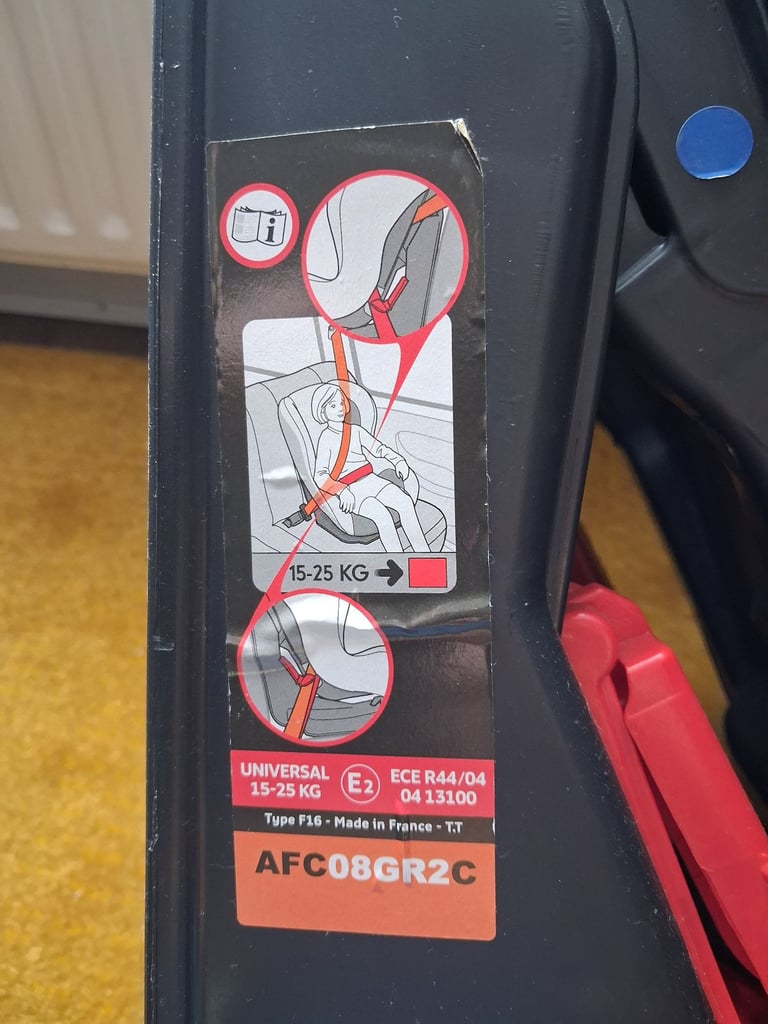 i
15-25 KG
UNIVERSAL
15-25 KG
E2
ECE R44/04
04 13100
Type F16 - Made in France - T.T
AFC08GR2C